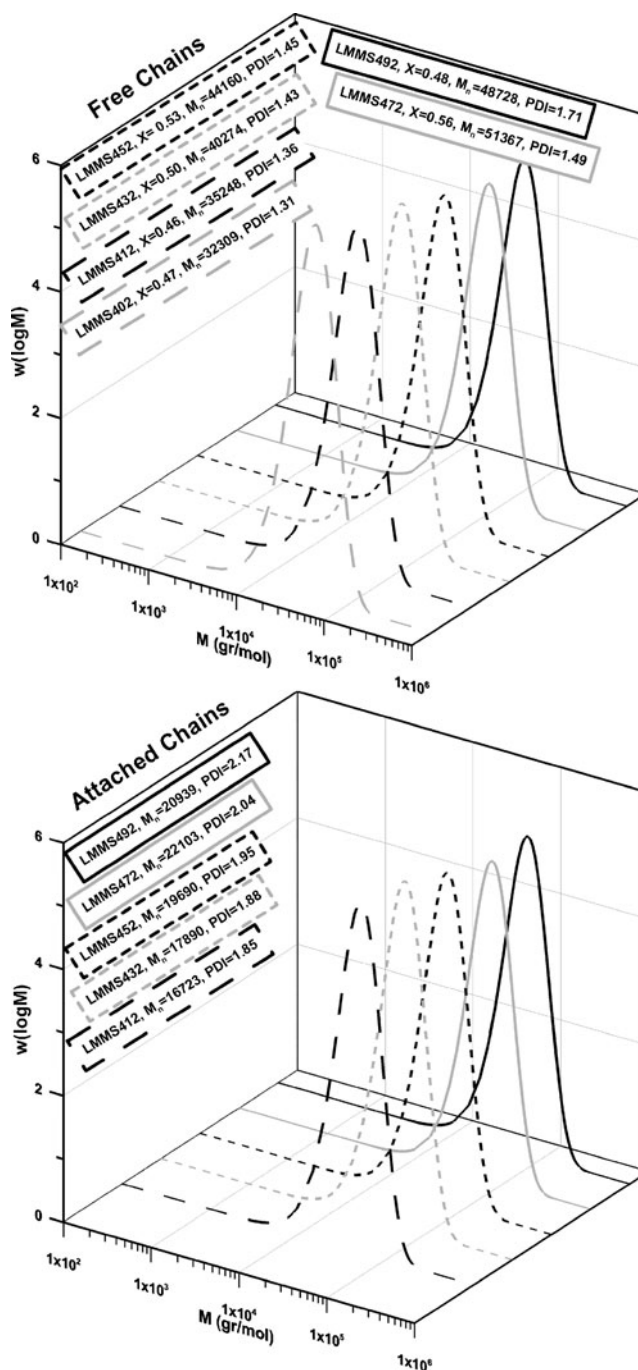 Free Chains
LMMS452, X= 0.53, Mn=44160, PDI=1.45
LMMS432, X=0.50, Mn=40274, PDI=1.43
LMMS412, X=0.46, Mn=35248, PDI=1.36
LMMS402, X=0.47, Mn=32309, PDI=1.31
LMMS492, X=0.48, Mn=48728, PDI=1.71
LMMS472, X=0.56, Mn=51367, PDI=1.49
6
4
2
0
w(logM)
1x10²
1x10³
1x10⁴
1x10⁵
1x10⁶
M (gr/mol)
Attached Chains
LMMS492, Mn=20939, PDI=2.17
LMMS472, Mn=22103, PDI=2.04
LMMS452, Mn=19690, PDI=1.95
LMMS432, Mn=17890, PDI=1.88
LMMS412, Mn=16723, PDI=1.85
6
4
2
0
w(logM)
1x10²
1x10³
1x10⁴
1x10⁵
1x10⁶
M (gr/mol)